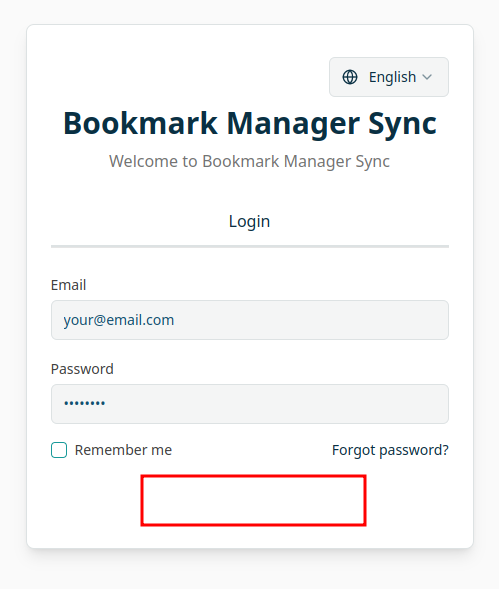 English
Bookmark Manager Sync
Welcome to Bookmark Manager Sync
Login
Email
your@email.com
Password
••••••••
Remember me
Forgot password?